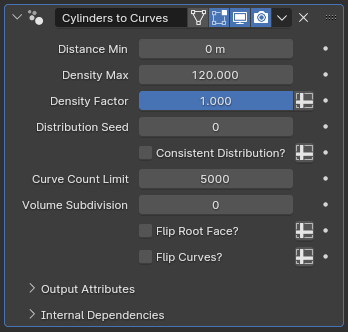 Cylinders to Curves
Distance Min 0 m
Density Max 120.000
Density Factor 1.000
Distribution Seed 0
Consistent Distribution?
Curve Count Limit 5000
Volume Subdivision 0
Flip Root Face?
Flip Curves?
Output Attributes
Internal Dependencies